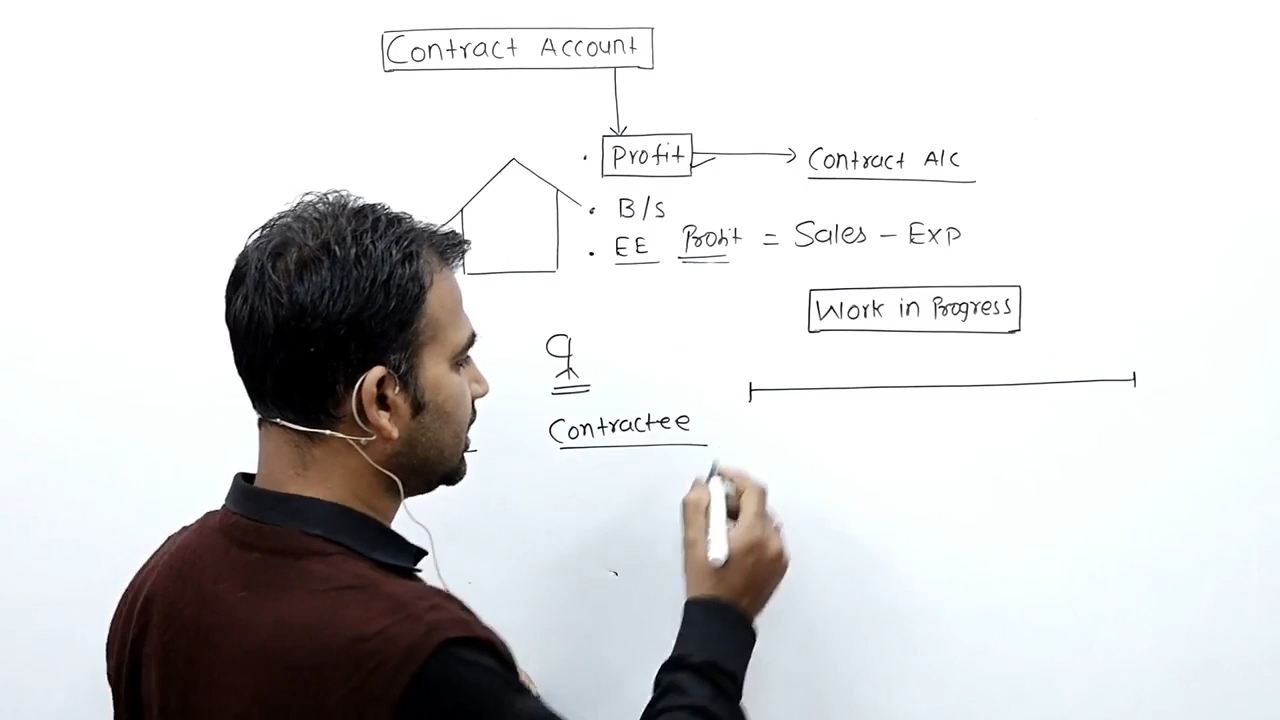 Contract Account
• Profit → Contract A/C
• B/S
• EE Profit = Sales - Exp
Work in Progress
Contractee